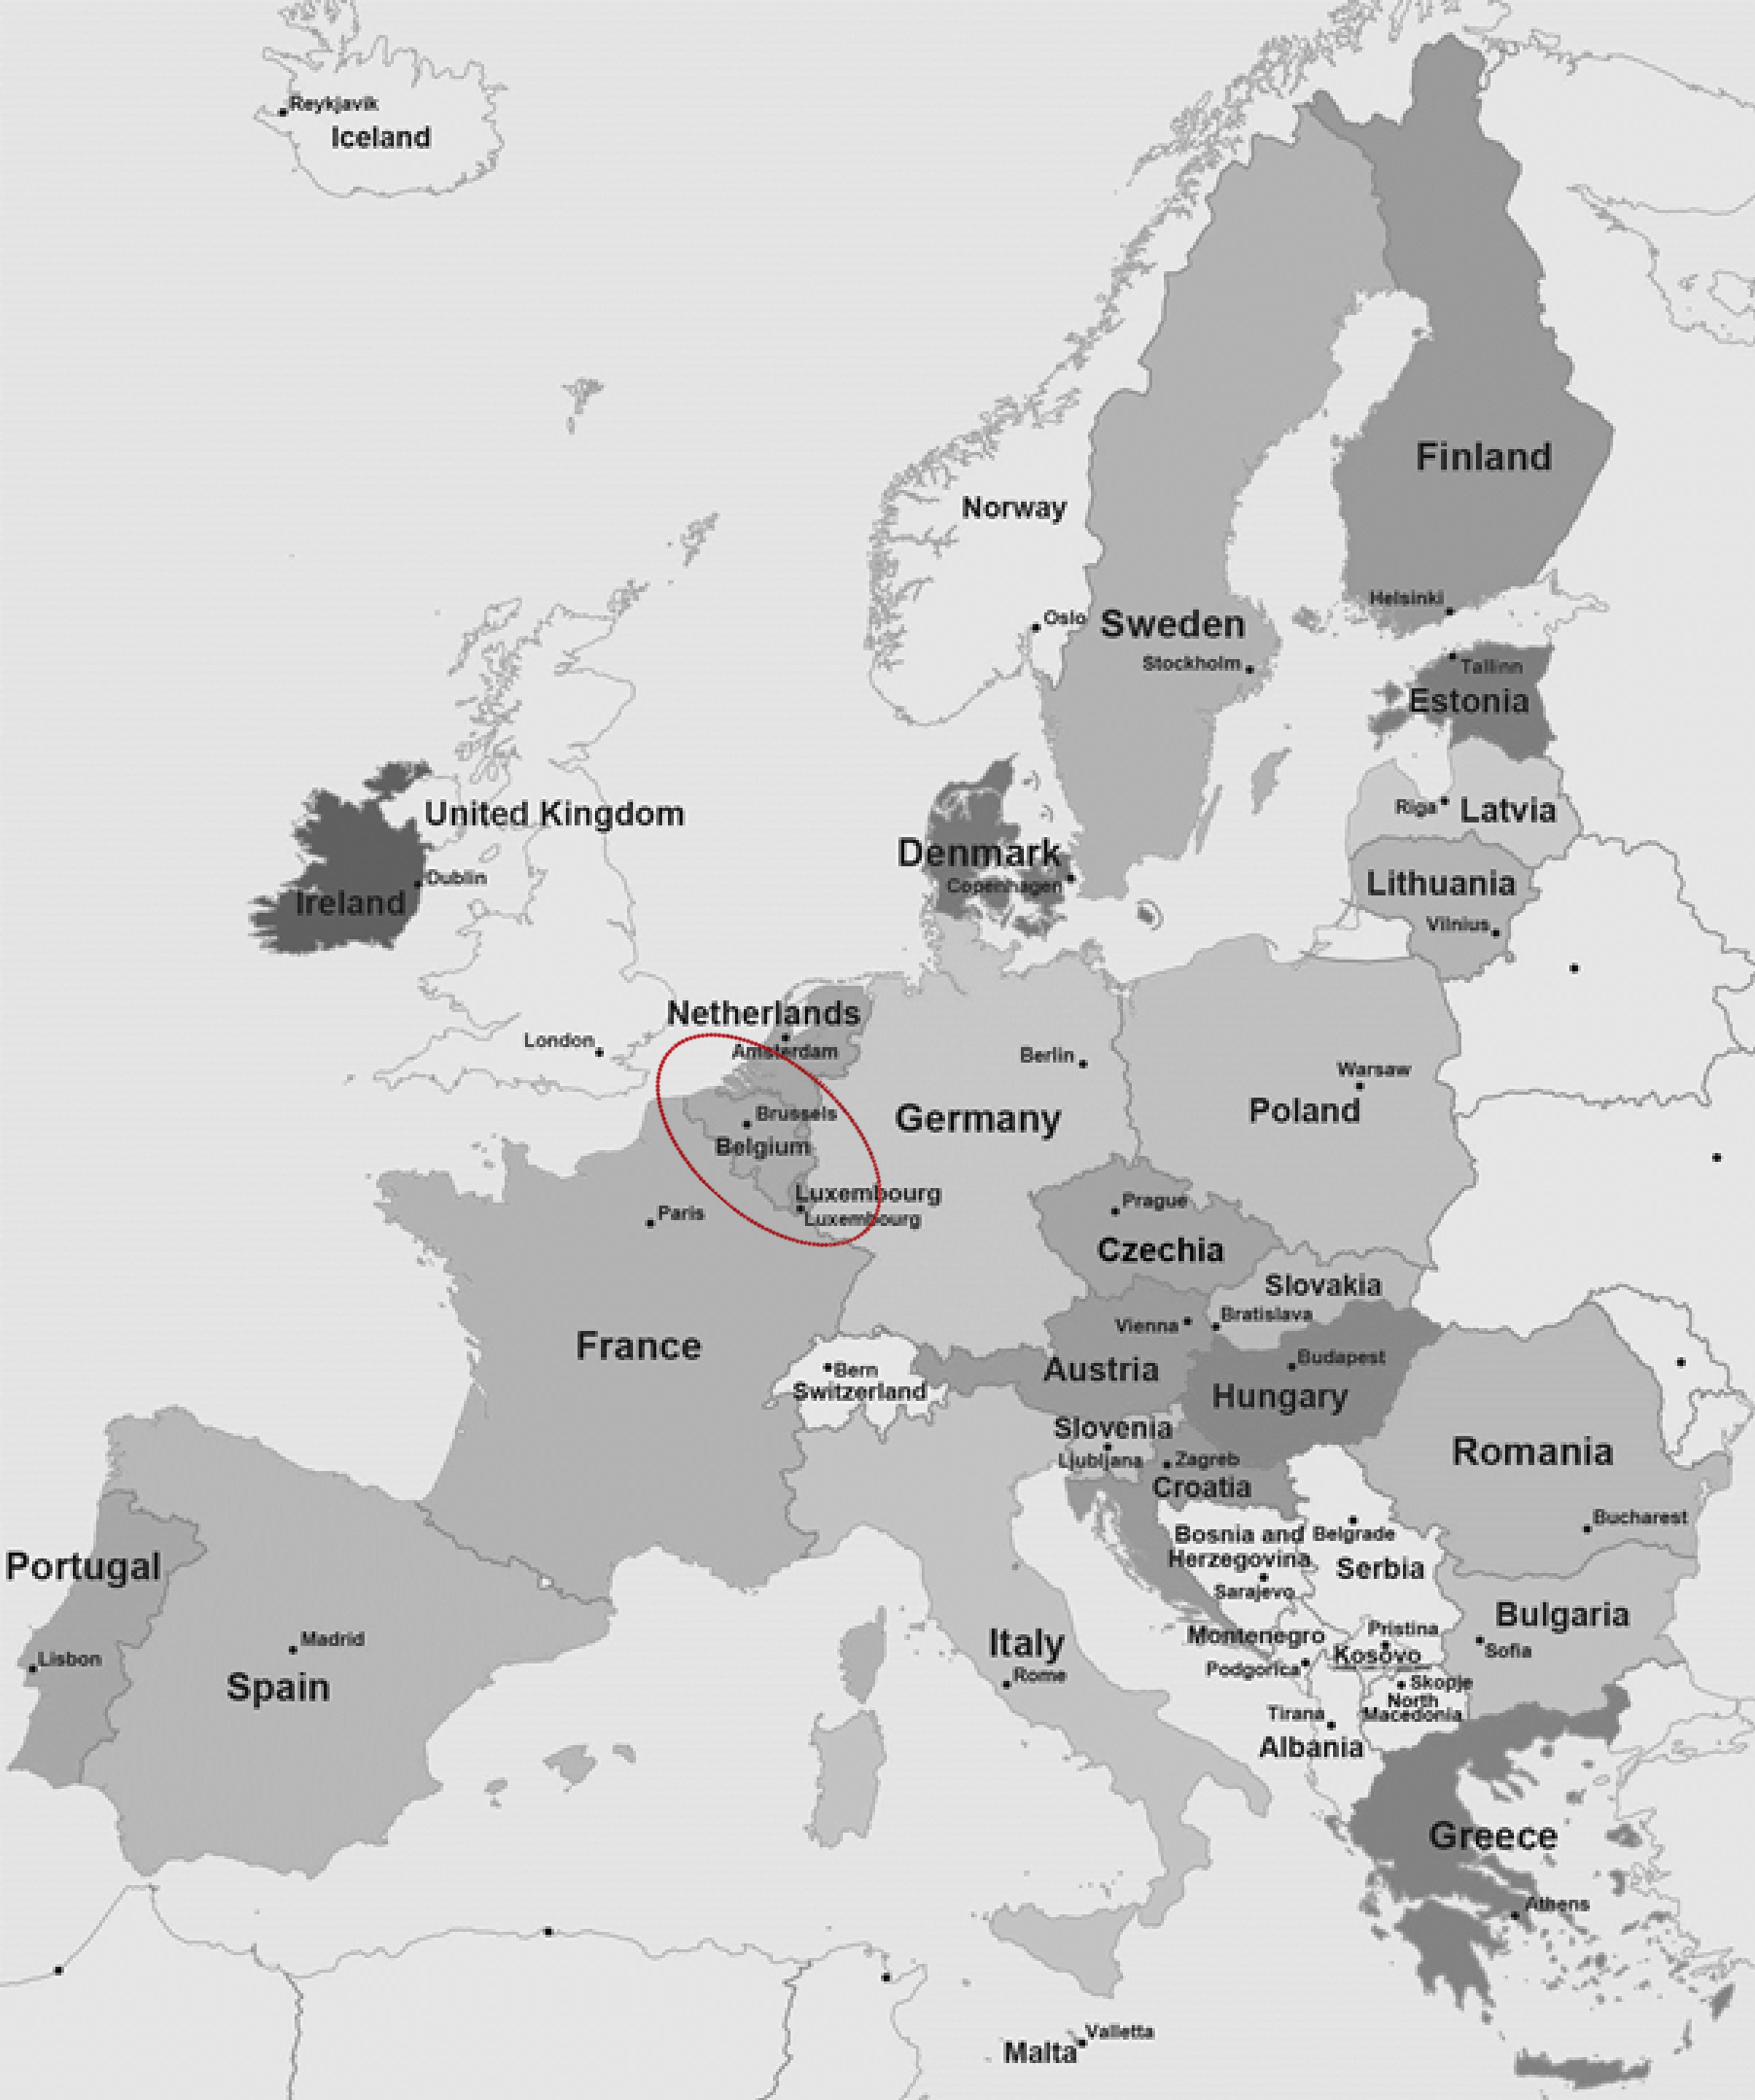 Reykjavik
Iceland
Finland
Norway
Helsinki
Oslo
Sweden
Stockholm
Tallinn
Estonia
Riga
Latvia
United Kingdom
Denmark
Copenhagen
Dublin
Ireland
Lithuania
Vilnius
Netherlands
Amsterdam
London
Berlin
Warsaw
Poland
Brussels
Belgium
Germany
Luxembourg
Luxembourg
Paris
Prague
Czechia
Slovakia
Bratislava
Vienna
France
Bern
Switzerland
Austria
Budapest
Hungary
Slovenia
Ljubljana
Zagreb
Croatia
Romania
Bucharest
Bosnia and
Herzegovina
Sarajevo
Belgrade
Serbia
Portugal
Lisbon
Madrid
Spain
Italy
Rome
Montenegro
Podgorica
Pristina
Kosovo
Bulgaria
Sofia
Skopje
North
Macedonia
Tirana
Albania
Greece
Athens
Valletta
Malta